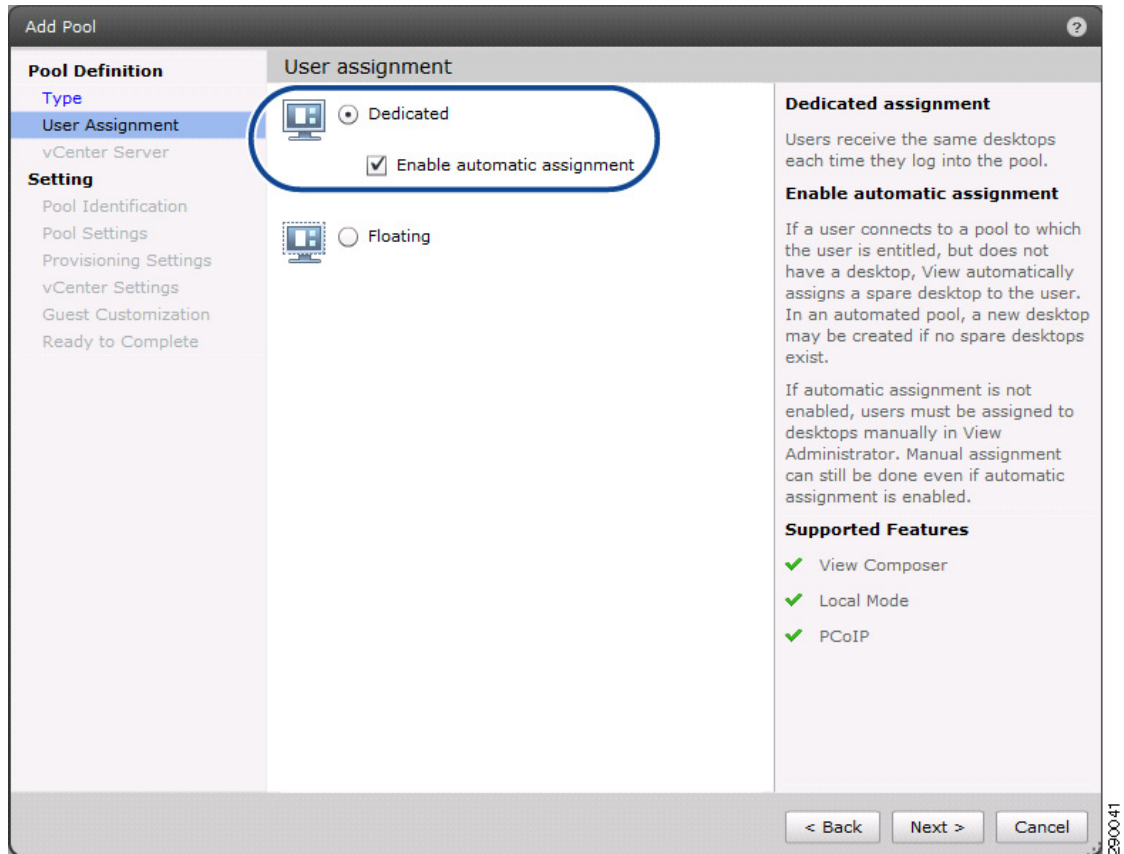 Add Pool
?
Pool Definition
Type
User Assignment
vCenter Server
Setting
Pool Identification
Pool Settings
Provisioning Settings
vCenter Settings
Guest Customization
Ready to Complete
User assignment
Dedicated
Enable automatic assignment
Floating
Dedicated assignment
Users receive the same desktops
each time they log into the pool.
Enable automatic assignment
If a user connects to a pool to which
the user is entitled, but does not
have a desktop, View automatically
assigns a spare desktop to the user.
In an automated pool, a new desktop
may be created if no spare desktops
exist.
If automatic assignment is not
enabled, users must be assigned to
desktops manually in View
Administrator. Manual assignment
can still be done even if automatic
assignment is enabled.
Supported Features
View Composer
Local Mode
PCoIP
< Back
Next >
Cancel
290041